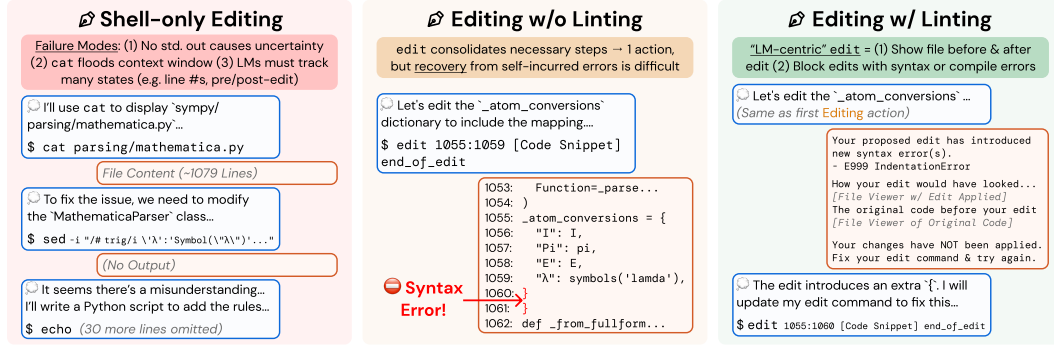 Shell-only Editing
Failure Modes: (1) No std. out causes uncertainty
(2) cat floods context window (3) LMs must track
many states (e.g. line #s, pre/post-edit)
I'll use cat to display `sympy/
parsing/mathematica.py`...
$ cat parsing/mathematica.py
File Content (~1079 Lines)
To fix the issue, we need to modify
the `MathematicaParser` class...
$ sed -i "/# trig/i \'λ':'Symbol(\"λ\")'..."
(No Output)
It seems there's a misunderstanding...
I'll write a Python script to add the rules...
$ echo (30 more lines omitted)
Editing w/o Linting
edit consolidates necessary steps → 1 action,
but recovery from self-incurred errors is difficult
Let's edit the `_atom_conversions`
dictionary to include the mapping....
$ edit 1055:1059 [Code Snippet]
end_of_edit
1053: Function=_parse...
1054: )
1055: _atom_conversions = {
1056: "I": I,
1057: "Pi": pi,
1058: "E": E,
1059: "λ": symbols('lamda'),
1060: }
1061: }
1062: def _from_fullform...
Syntax
Error!
Editing w/ Linting
"LM-centric" edit = (1) Show file before & after
edit (2) Block edits with syntax or compile errors
Let's edit the `_atom_conversions` ...
(Same as first Editing action)
Your proposed edit has introduced
new syntax error(s).
- E999 IndentationError
How your edit would have looked...
[File Viewer w/ Edit Applied]
The original code before your edit
[File Viewer of Original Code]
Your changes have NOT been applied.
Fix your edit command & try again.
The edit introduces an extra `{`. I will
update my edit command to fix this...
$ edit 1055:1060 [Code Snippet] end_of_edit